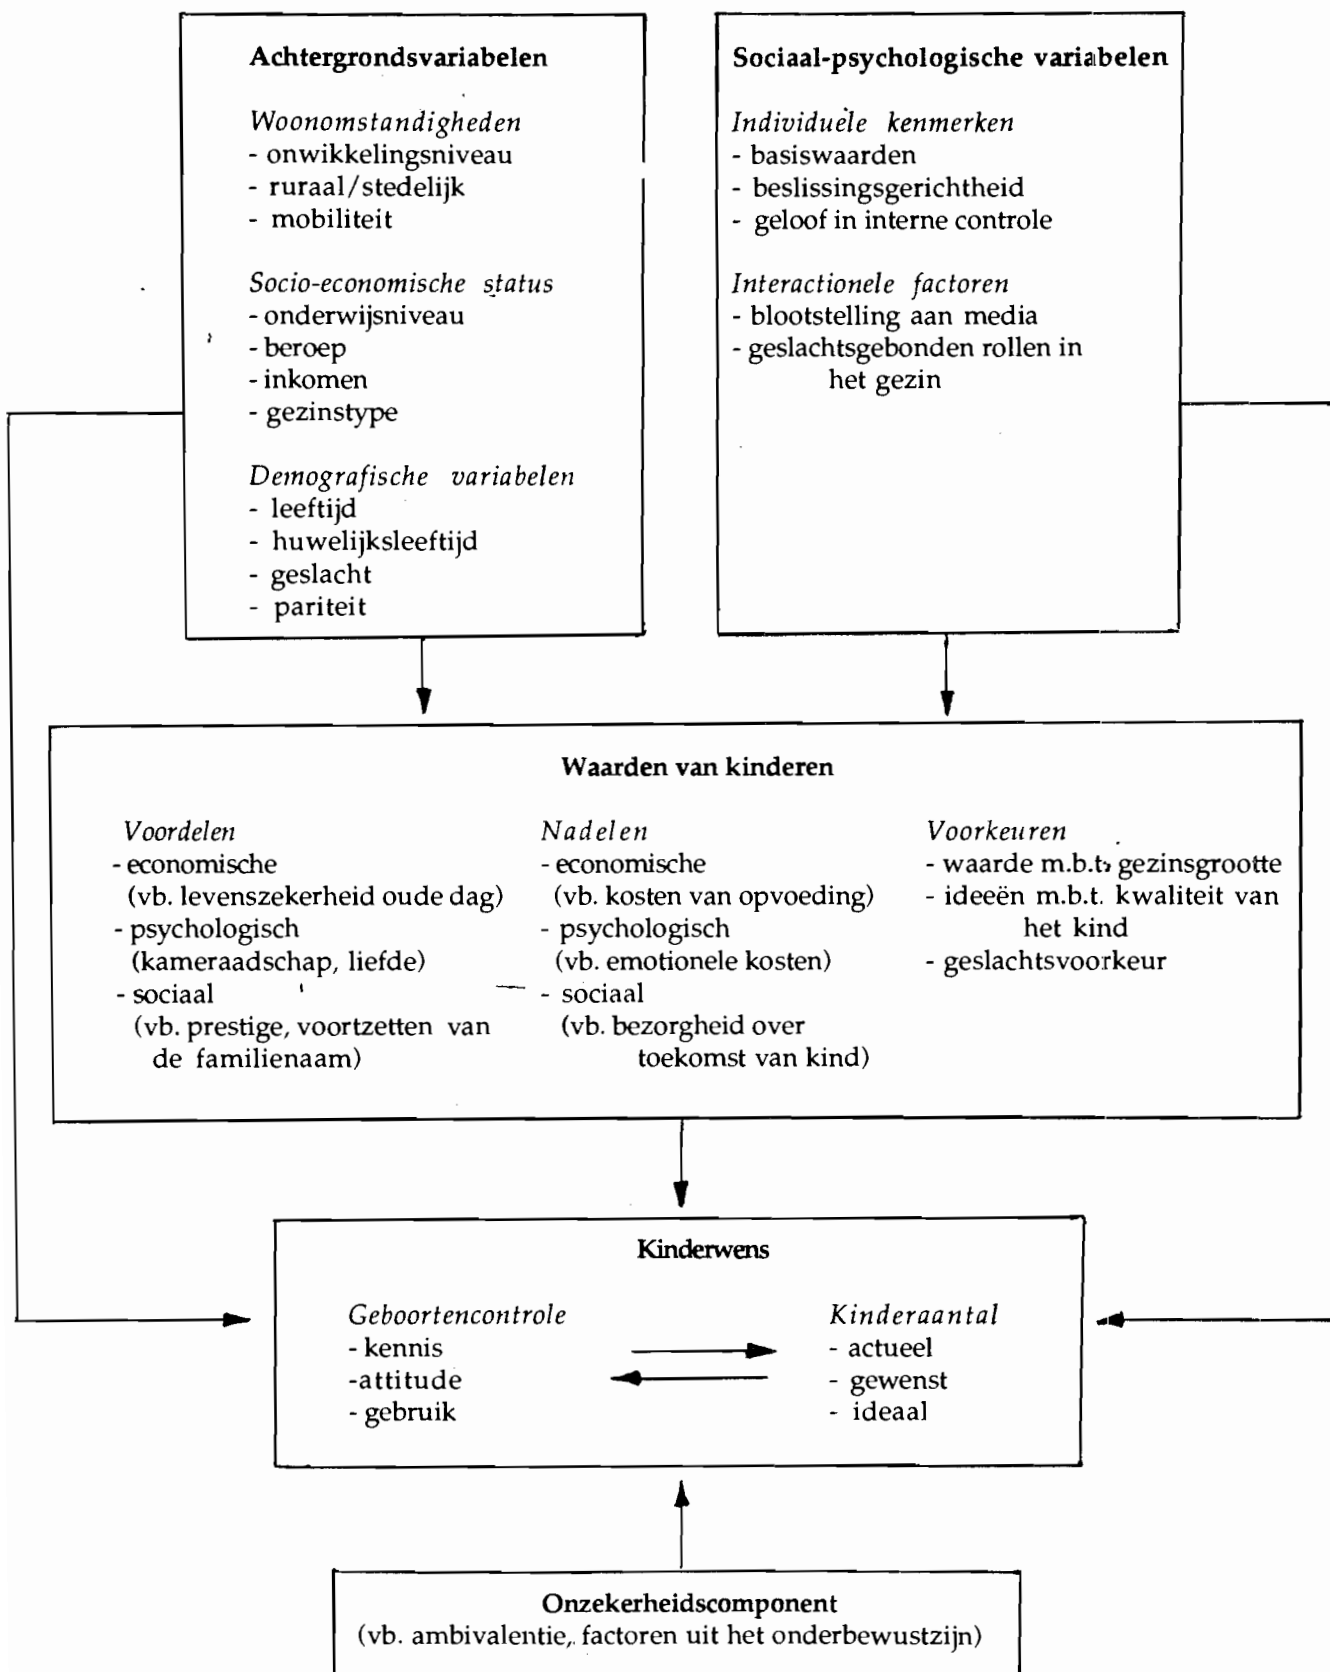 Achtergrondsvariabelen
Woonomstandigheden
- onwikkelingsniveau
- ruraal/stedelijk
- mobiliteit
Socio-economische status
- onderwijsniveau
- beroep
- inkomen
- gezinstype
Demografische variabelen
- leeftijd
- huwelijksleeftijd
- geslacht
- pariteit
Sociaal-psychologische variabelen
Individuele kenmerken
- basiswaarden
- beslissingsgerichtheid
- geloof in interne controle
Interactionele factoren
- blootstelling aan media
- geslachtsgebonden rollen in
het gezin
Waarden van kinderen
Voordelen
- economische
(vb. levenszekerheid oude dag)
- psychologisch
(kameraadschap, liefde)
- sociaal
(vb. prestige, voortzetten van
de familienaam)
Nadelen
- economische
(vb. kosten van opvoeding)
- psychologisch
(vb. emotionele kosten)
- sociaal
(vb. bezorgheid over
toekomst van kind)
Voorkeuren
- waarde m.b.t. gezinsgrootte
- ideeën m.b.t. kwaliteit van
het kind
- geslachtsvoorkeur
Kinderwens
Geboortencontrole
- kennis
-attitude
- gebruik
Kinderaantal
- actueel
- gewenst
- ideaal
Onzekerheidscomponent
(vb. ambivalentie, factoren uit het onderbewustzijn)